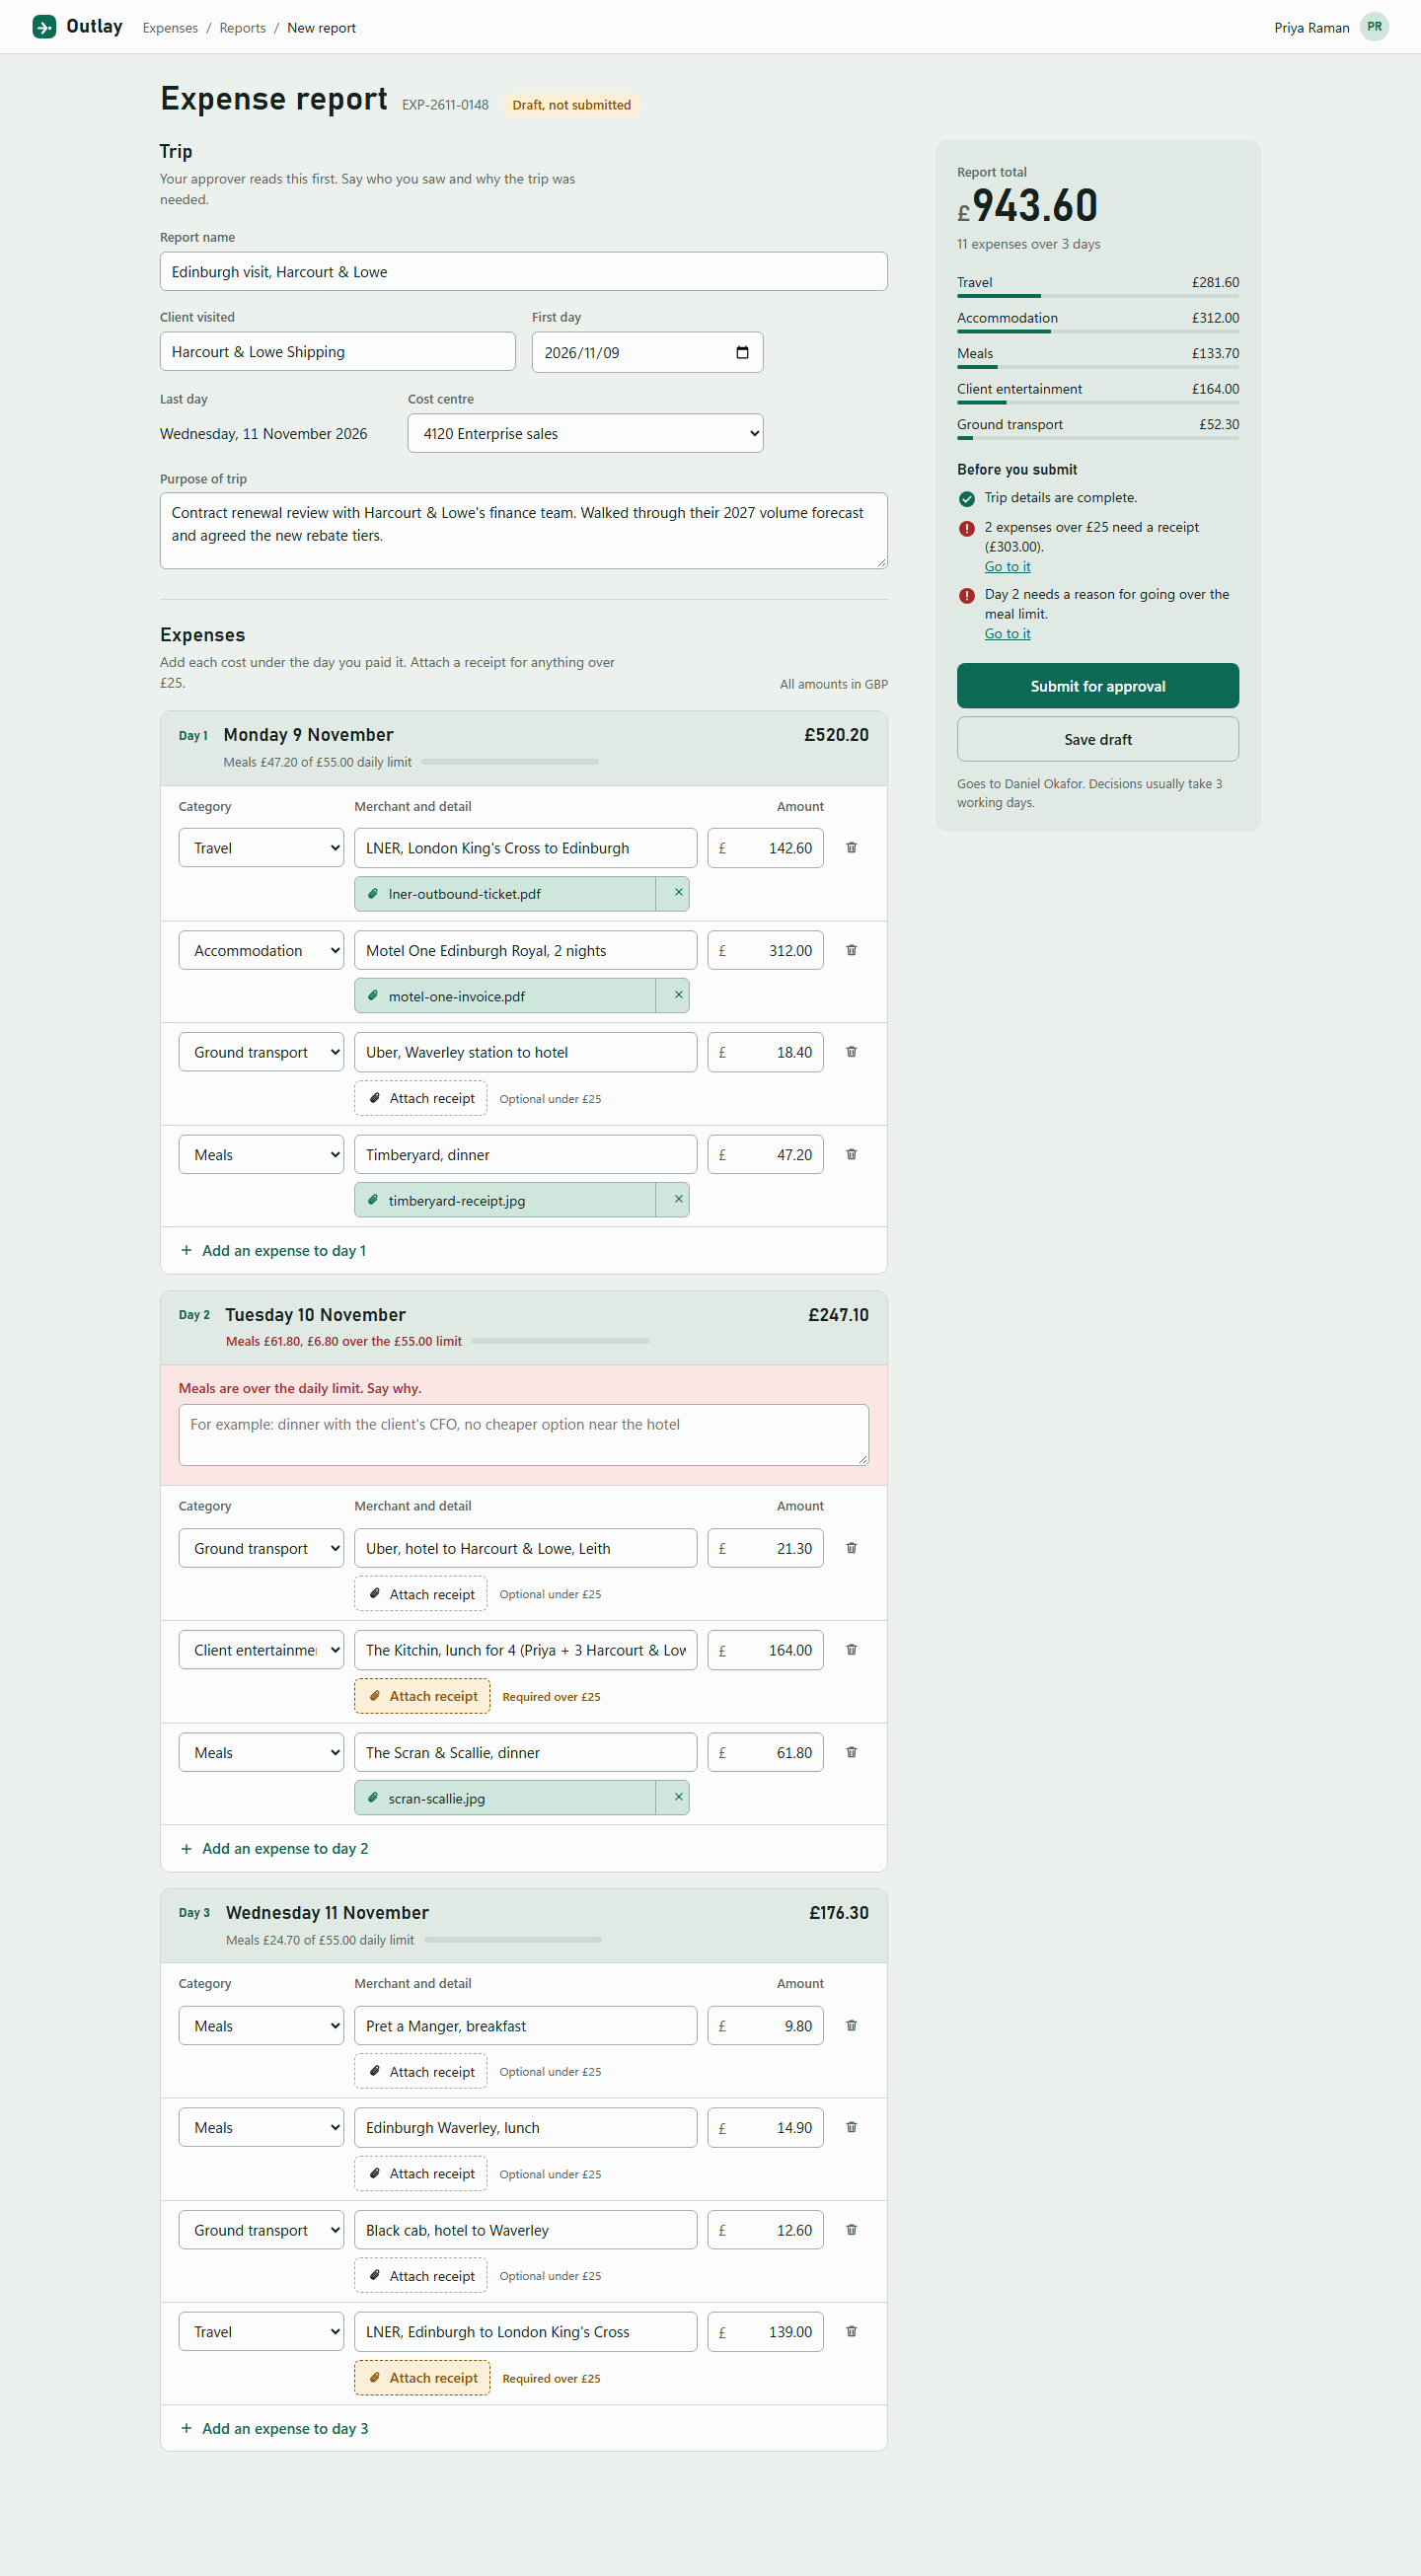 Outlay
Expenses / Reports / New report
Priya Raman
PR
Expense report
EXP-2611-0148
Draft, not submitted
Trip
Your approver reads this first. Say who you saw and why the trip was
needed.
Report name
Edinburgh visit, Harcourt & Lowe
Client visited
First day
Harcourt & Lowe Shipping
2026/11/09
Last day
Cost centre
Wednesday, 11 November 2026
4120 Enterprise sales
Purpose of trip
Contract renewal review with Harcourt & Lowe's finance team. Walked through their 2027 volume forecast
and agreed the new rebate tiers.
Expenses
Add each cost under the day you paid it. Attach a receipt for anything over
£25.
All amounts in GBP
Day 1
Monday 9 November
£520.20
Meals £47.20 of £55.00 daily limit
Category
Merchant and detail
Amount
Travel
LNER, London King's Cross to Edinburgh
£ 142.60
lner-outbound-ticket.pdf
Accommodation
Motel One Edinburgh Royal, 2 nights
£ 312.00
motel-one-invoice.pdf
Ground transport
Uber, Waverley station to hotel
£ 18.40
Attach receipt
Optional under £25
Meals
Timberyard, dinner
£ 47.20
timberyard-receipt.jpg
+ Add an expense to day 1
Day 2
Tuesday 10 November
£247.10
Meals £61.80, £6.80 over the £55.00 limit
Meals are over the daily limit. Say why.
For example: dinner with the client's CFO, no cheaper option near the hotel
Category
Merchant and detail
Amount
Ground transport
Uber, hotel to Harcourt & Lowe, Leith
£ 21.30
Attach receipt
Optional under £25
Client entertainme
The Kitchin, lunch for 4 (Priya + 3 Harcourt & Low
£ 164.00
Attach receipt
Required over £25
Meals
The Scran & Scallie, dinner
£ 61.80
scran-scallie.jpg
+ Add an expense to day 2
Day 3
Wednesday 11 November
£176.30
Meals £24.70 of £55.00 daily limit
Category
Merchant and detail
Amount
Meals
Pret a Manger, breakfast
£ 9.80
Attach receipt
Optional under £25
Meals
Edinburgh Waverley, lunch
£ 14.90
Attach receipt
Optional under £25
Ground transport
Black cab, hotel to Waverley
£ 12.60
Attach receipt
Optional under £25
Travel
LNER, Edinburgh to London King's Cross
£ 139.00
Attach receipt
Required over £25
+ Add an expense to day 3
Report total
£943.60
11 expenses over 3 days
Travel £281.60
Accommodation £312.00
Meals £133.70
Client entertainment £164.00
Ground transport £52.30
Before you submit
Trip details are complete.
2 expenses over £25 need a receipt
(£303.00).
Go to it
Day 2 needs a reason for going over the
meal limit.
Go to it
Submit for approval
Save draft
Goes to Daniel Okafor. Decisions usually take 3
working days.